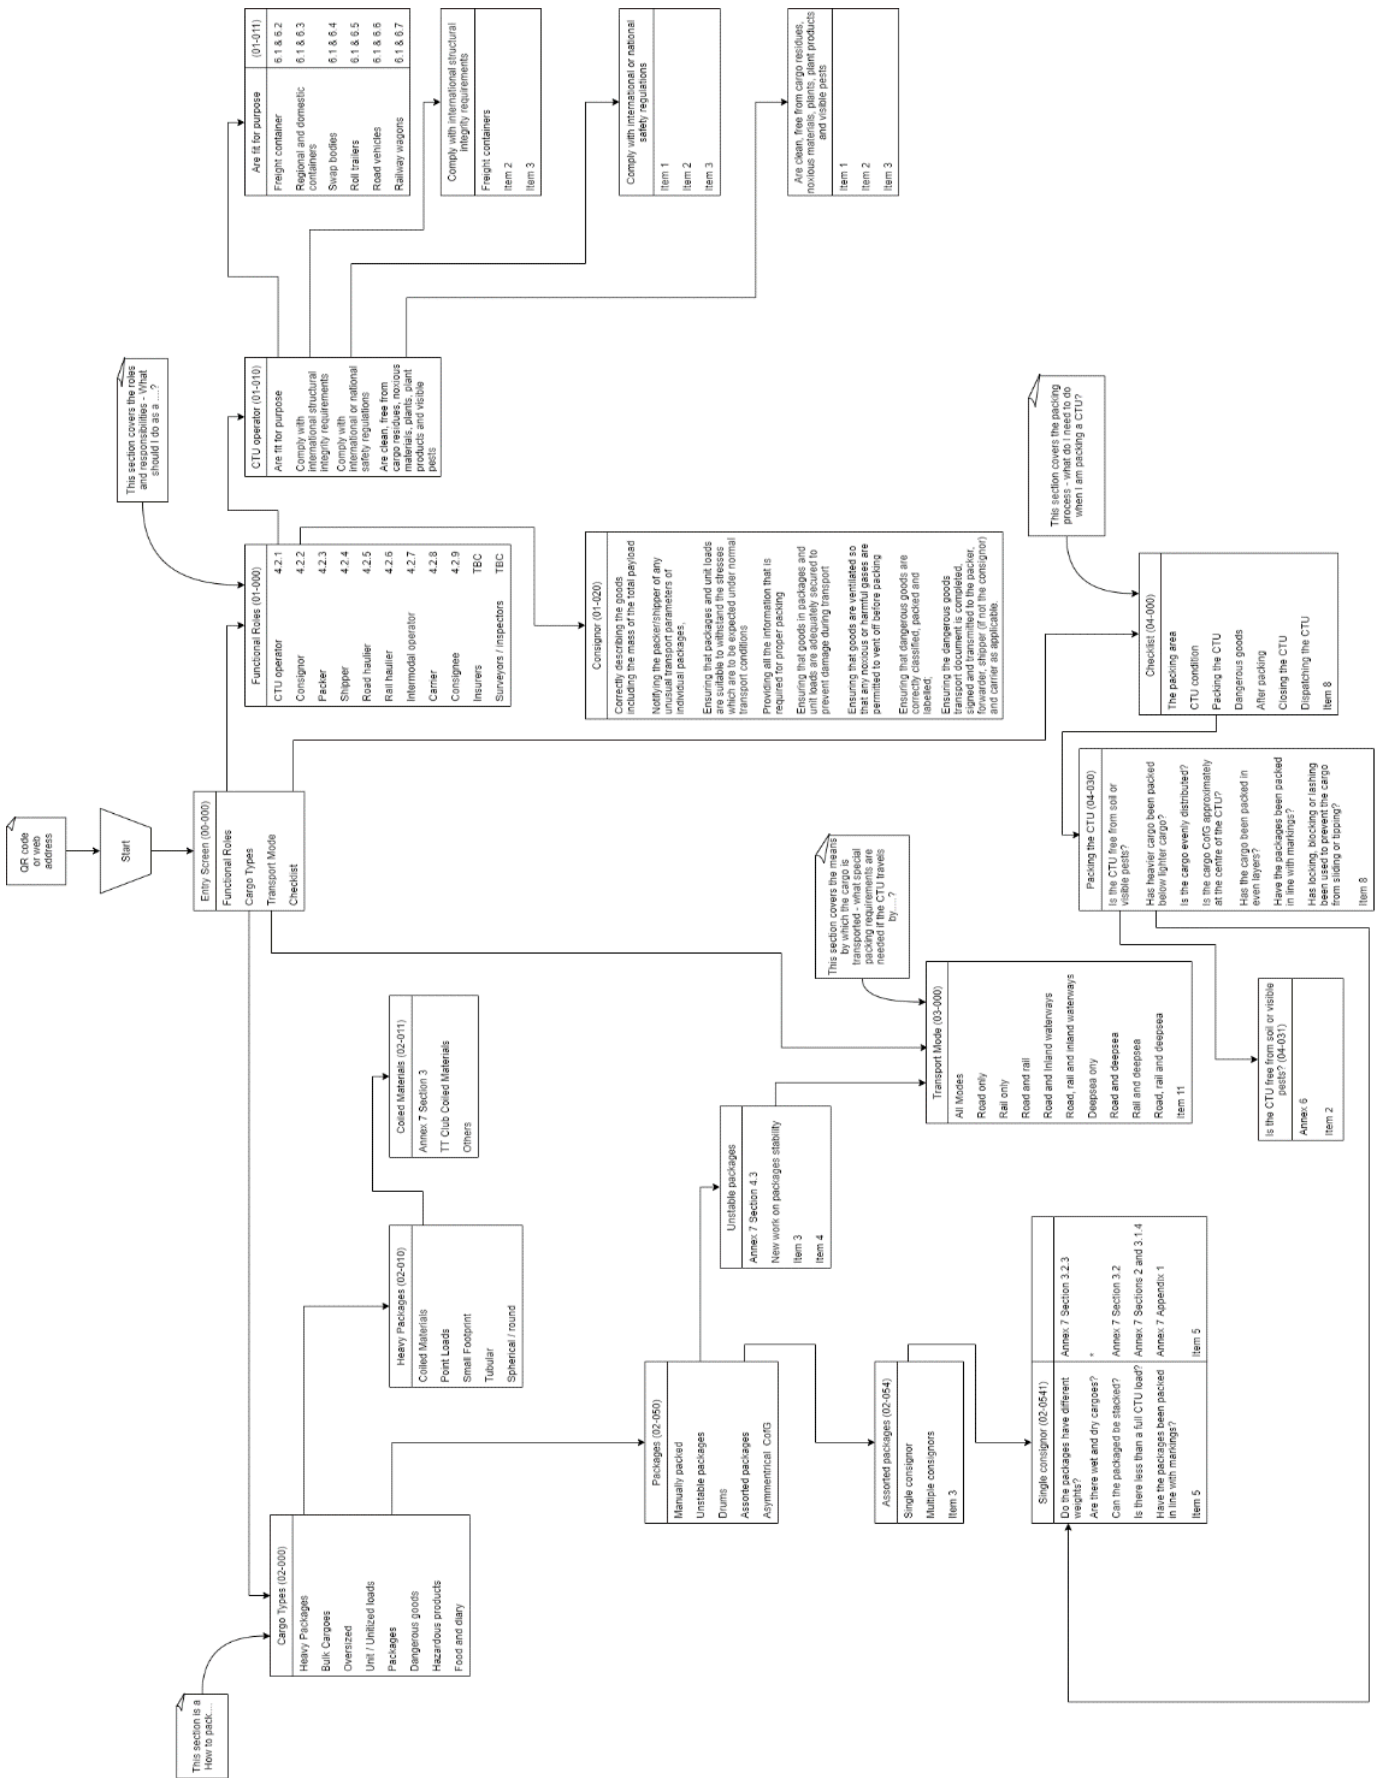 QR code
or web
address
Start
Entry Screen (00-000)
Functional Roles
Cargo Types
Transport Mode
Checklist
This section covers the roles
and responsibilities - What
should I do as a ....?
Functional Roles (01-000)
CTU operator 4.2.1
Consignor 4.2.2
Packer 4.2.3
Shipper 4.2.4
Road haulier 4.2.5
Rail haulier 4.2.6
Intermodal operator 4.2.7
Carrier 4.2.8
Consignee 4.2.9
Insurers TBC
Surveyors / inspectors TBC
CTU operator (01-010)
Are fit for purpose
Comply with
international structural
integrity requirements
Comply with
international or national
safety regulations
Are clean, free from
cargo residues, noxious
materials, plants, plant
products and visible
pests
Are fit for purpose (01-011)
Freight container 6.1 & 6.2
Regional and domestic 6.1 & 6.3
containers
Swap bodies 6.1 & 6.4
Roll trailers 6.1 & 6.5
Road vehicles 6.1 & 6.6
Railway wagons 6.1 & 6.7
Comply with international structural
integrity requirements
Freight containers
Item 2
Item 3
Comply with international or national
safety regulations
Item 1
Item 2
Item 3
Are clean, free from cargo residues,
noxious materials, plants, plant products
and visible pests
Item 1
Item 2
Item 3
Consignor (01-020)
Correctly describing the goods
including the mass of the total payload
Notifying the packer/shipper of any
unusual transport parameters of
individual packages,
Ensuring that packages and unit loads
are suitable to withstand the stresses
which are to be expected under normal
transport conditions
Providing all the information that is
required for proper packing
Ensuring that goods in packages and
unit loads are adequately secured to
prevent damage during transport
Ensuring that goods are ventilated so
that any noxious or harmful gases are
permitted to vent off before packing
Ensuring that dangerous goods are
correctly classified, packed and
labelled;
Ensuring the dangerous goods
transport document is completed,
signed and transmitted to the packer,
forwarder, shipper (if not the consignor)
and carrier as applicable.
This section covers the packing
process - what do I need to do
when I am packing a CTU?
Checklist (04-000)
The packing area
CTU condition
Packing the CTU
Dangerous goods
After packing
Closing the CTU
Dispatching the CTU
Item 8
Packing the CTU (04-030)
Is the CTU free from soil or
visible pests?
Has heavier cargo been packed
below lighter cargo?
Is the cargo evenly distributed?
Is the cargo CofG approximately
at the centre of the CTU?
Has the cargo been packed in
even layers?
Have the packages been packed
in line with markings?
Has locking, blocking or lashing
been used to prevent the cargo
from sliding or tipping?
Item 8
Is the CTU free from soil or visible
pests? (04-031)
Annex 6
Item 2
This section covers the means
by which the cargo is
transported - what special
packing requirements are
needed if the CTU travels
by.....?
Transport Mode (03-000)
All Modes
Road only
Rail only
Road and rail
Road and Inland waterways
Road, rail and inland waterways
Deepsea ony
Road and deepsea
Rail and deepsea
Road, rail and deepsea
Item 11
This section is a
How to pack...
Cargo Types (02-000)
Heavy Packages
Bulk Cargoes
Oversized
Unit / Unitized loads
Packages
Dangerous goods
Hazardous products
Food and diary
Heavy Packages (02-010)
Coiled Materials
Point Loads
Small Footprint
Tubular
Spherical / round
Coiled Materials (02-011)
Annex 7 Section 3
TT Club Coiled Materials
Others
Packages (02-050)
Manually packed
Unstable packages
Drums
Assorted packages
Asymmentrical CofG
Unstable packages
Annex 7 Section 4.3
New work on packages stability
Item 3
Item 4
Assorted packages (02-054)
Single consignor
Multiple consignors
Item 3
Single consignor (02-0541)
Do the packages have different Annex 7 Section 3.2.3
weights?
Are there wet and dry cargoes? *
Can the packaged be stacked? Annex 7 Section 3.2
Is there less than a full CTU load? Annex 7 Sections 2 and 3.1.4
Have the packages been packed Annex 7 Appendix 1
in line with markings?
Item 5 Item 5